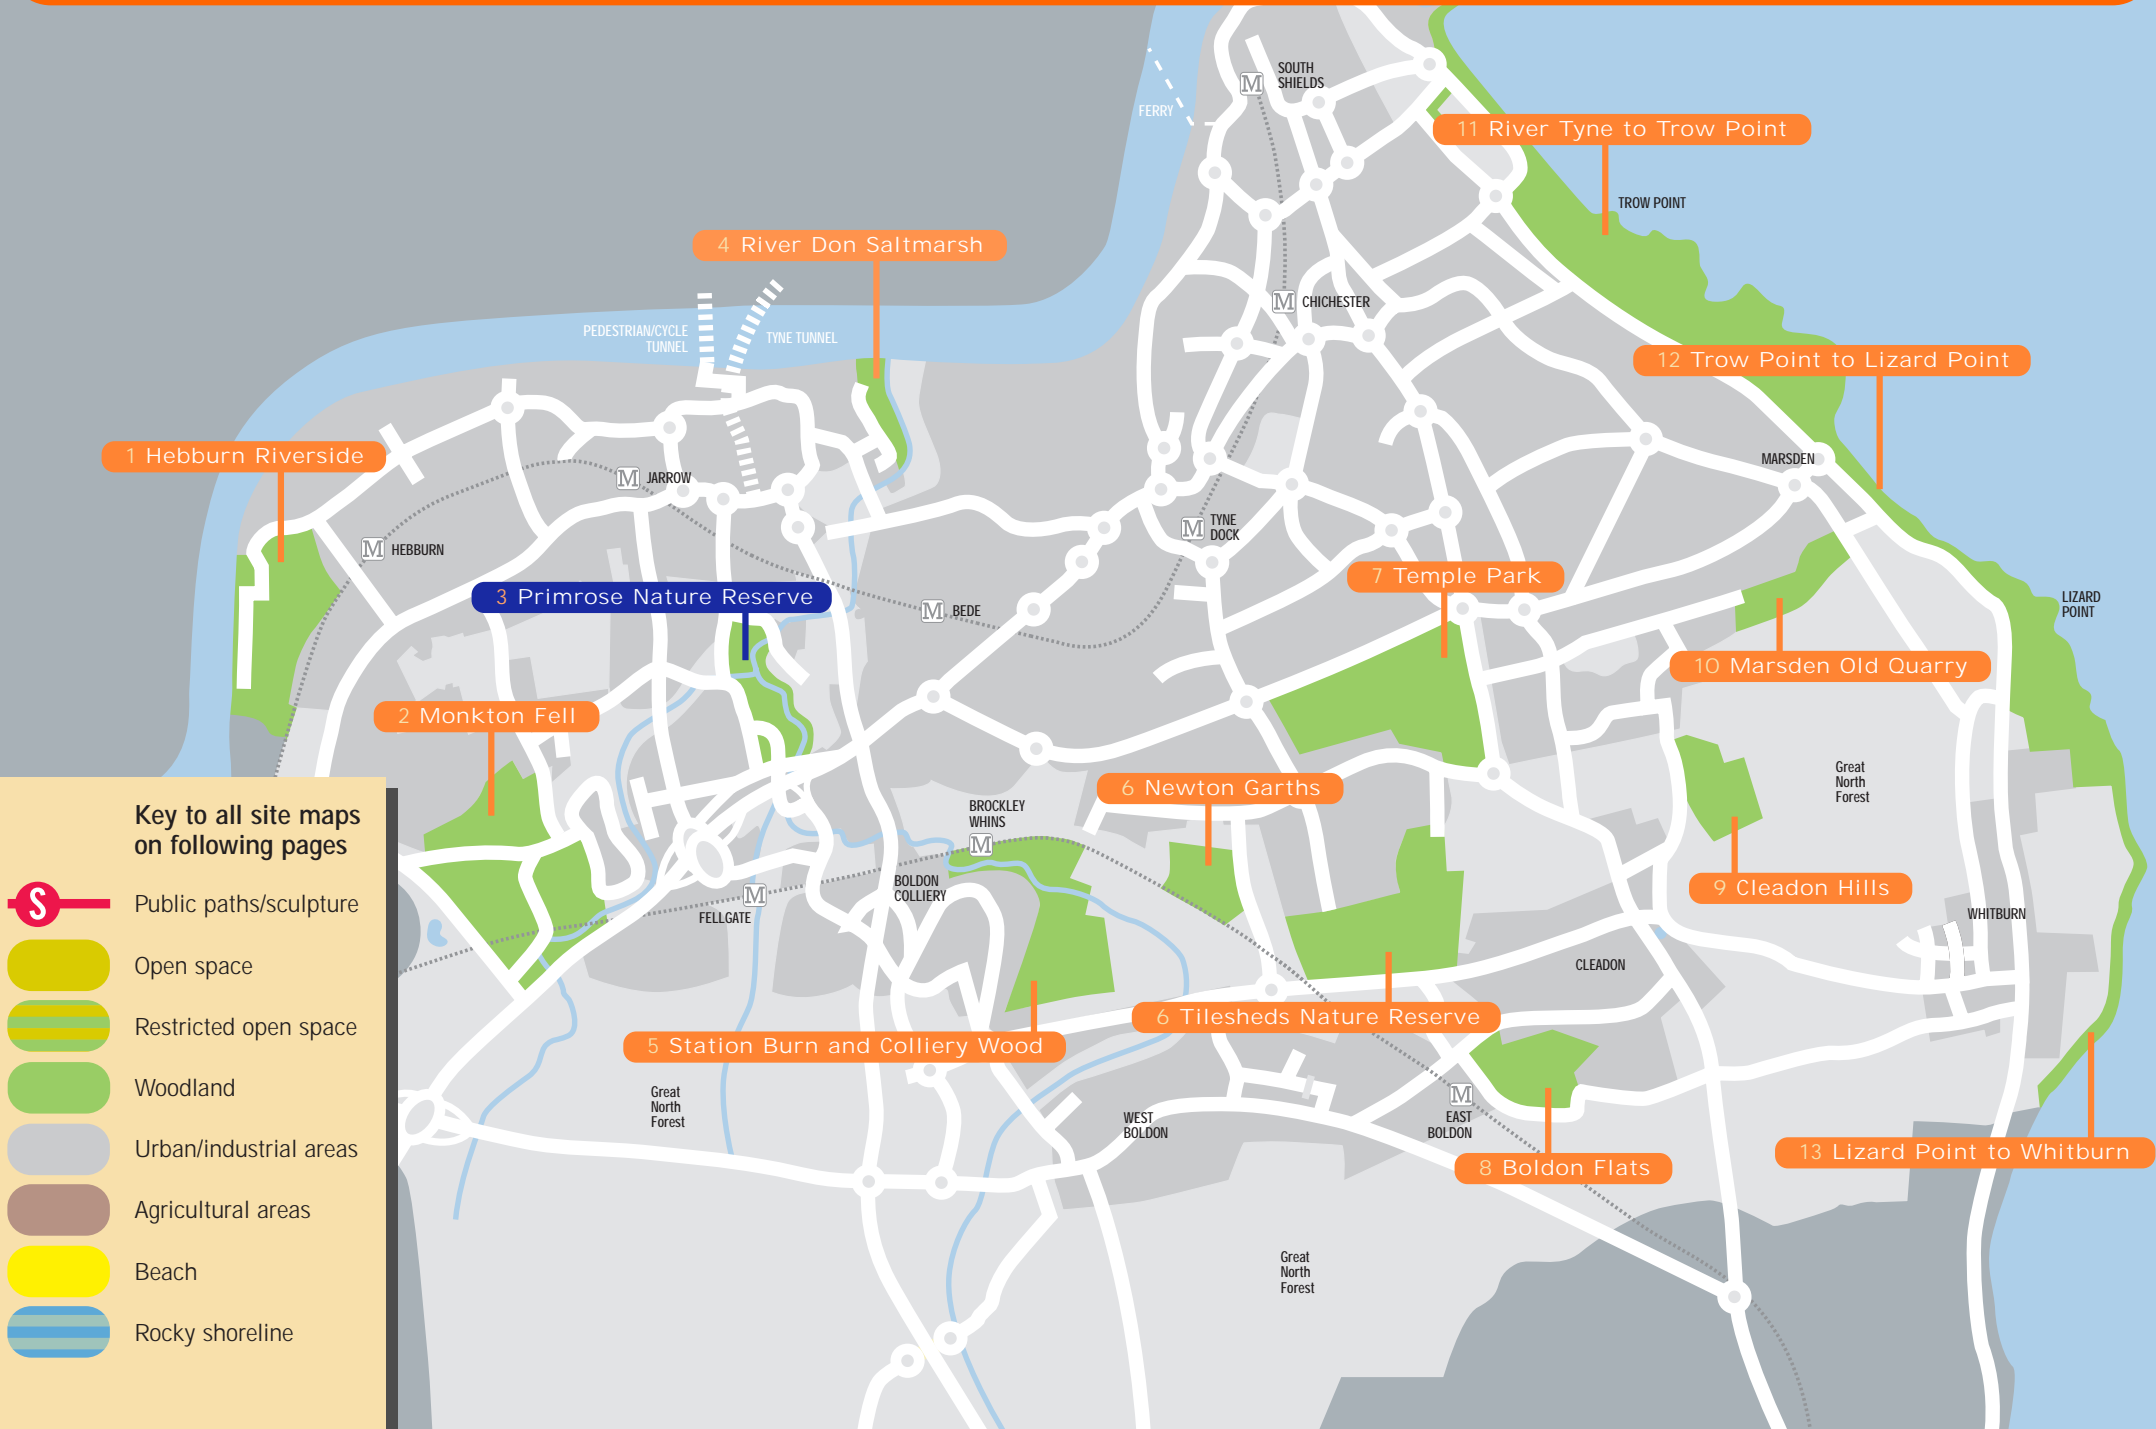 SOUTH
SHIELDS
M
FERRY
11 River Tyne to Trow Point
TROW POINT
4 River Don Saltmarsh
M CHICHESTER
PEDESTRIAN/CYCLE
TUNNEL
TYNE TUNNEL
12 Trow Point to Lizard Point
1 Hebburn Riverside
MARSDEN
M JARROW
M TYNE
DOCK
M HEBBURN
7 Temple Park
3 Primrose Nature Reserve
M BEDE
LIZARD
POINT
10 Marsden Old Quarry
2 Monkton Fell
Great
North
Forest
6 Newton Garths
BROCKLEY
WHINS
M
9 Cleadon Hills
BOLDON
COLLIERY
M
FELLGATE
WHITBURN
CLEADON
6 Tilesheds Nature Reserve
5 Station Burn and Colliery Wood
Great
North
Forest
M
EAST
BOLDON
WEST
BOLDON
13 Lizard Point to Whitburn
8 Boldon Flats
Great
North
Forest
Key to all site maps
on following pages
S Public paths/sculpture
Open space
Restricted open space
Woodland
Urban/industrial areas
Agricultural areas
Beach
Rocky shoreline